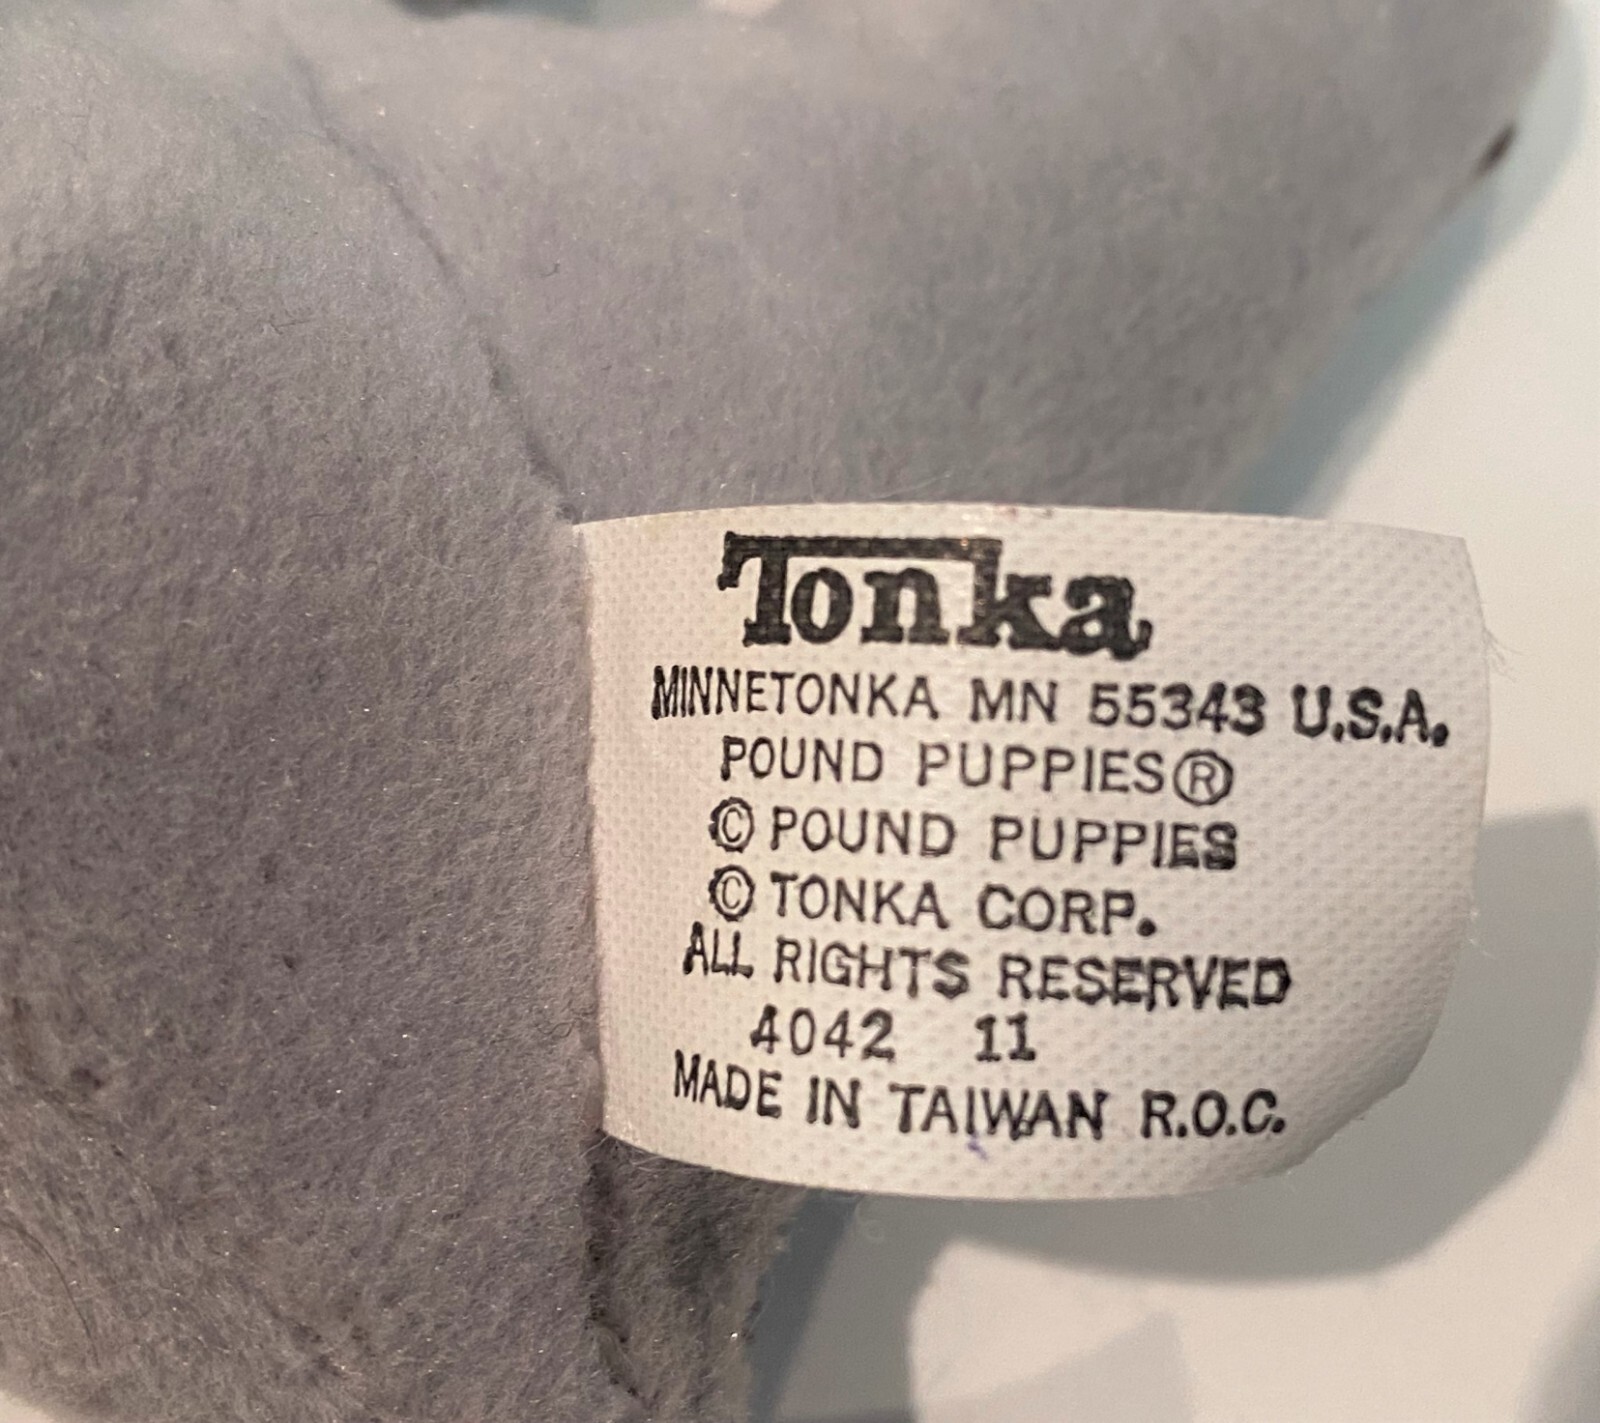 Tonka
MINNETONKA MN 55343 U.S.A.
POUND PUPPIES®
© POUND PUPPIES
© TONKA CORP.
ALL RIGHTS RESERVED
4042 11
MADE IN TAIWAN R.O.C.